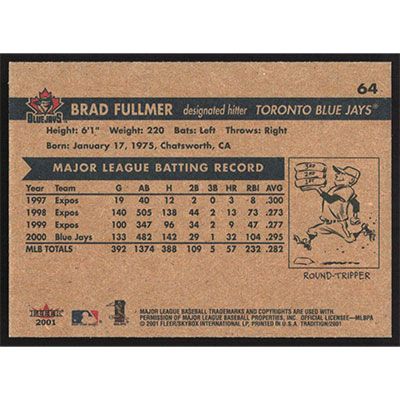 64
BLUE JAYS
BRAD FULLMER designated hitter TORONTO BLUE JAYS®
Height: 6'1" Weight: 220 Bats: Left Throws: Right
Born: January 17, 1975, Chatsworth, CA
MAJOR LEAGUE BATTING RECORD
Year Team G AB H 2B 3B HR RBI AVG
1997 Expos 19 40 12 2 0 3 8 .300
1998 Expos 140 505 138 44 2 13 73 .273
1999 Expos 100 347 96 34 2 9 47 .277
2000 Blue Jays 133 482 142 29 1 32 104 .295
MLB TOTALS 392 1374 388 109 5 57 232 .282
1ST
2ND
3RD
ROUND-TRIPPER
FLEER
2001
MAJOR LEAGUE BASEBALL TRADEMARKS AND COPYRIGHTS ARE USED WITH
PERMISSION OF MAJOR LEAGUE BASEBALL PROPERTIES, INC. OFFICIAL LICENSEE—MLBPA
© 2001 FLEER/SKYBOX INTERNATIONAL LP, PRINTED IN U.S.A. TRADITION/2001